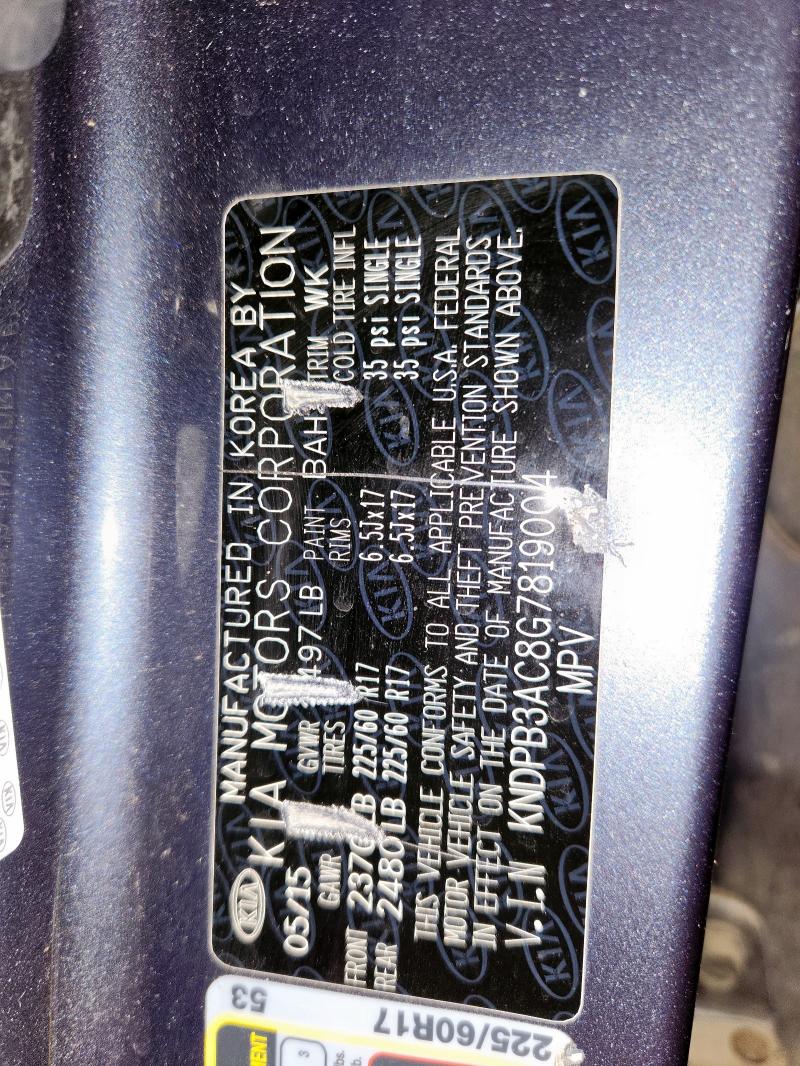 KIA
MANUFACTURED IN KOREA BY
KIA MOTORS CORPORATION
05/15 GVWR 497 LB PAINT BAH TRIM WK
GAWR TIRES RIMS COLD TIRE INFL
FRONT LB 225/60 R17 6.5Jx17 35 psi SINGLE
REAR 2480 LB 225/60 R17 6.5Jx17 35 psi SINGLE
THIS VEHICLE CONFORMS TO ALL APPLICABLE U.S.A. FEDERAL
MOTOR VEHICLE SAFETY AND THEFT PREVENTION STANDARDS
IN EFFECT ON THE DATE OF MANUFACTURE SHOWN ABOVE.
V.I.N KNDPB3AC8G7819004
MPV
53
225/60R17